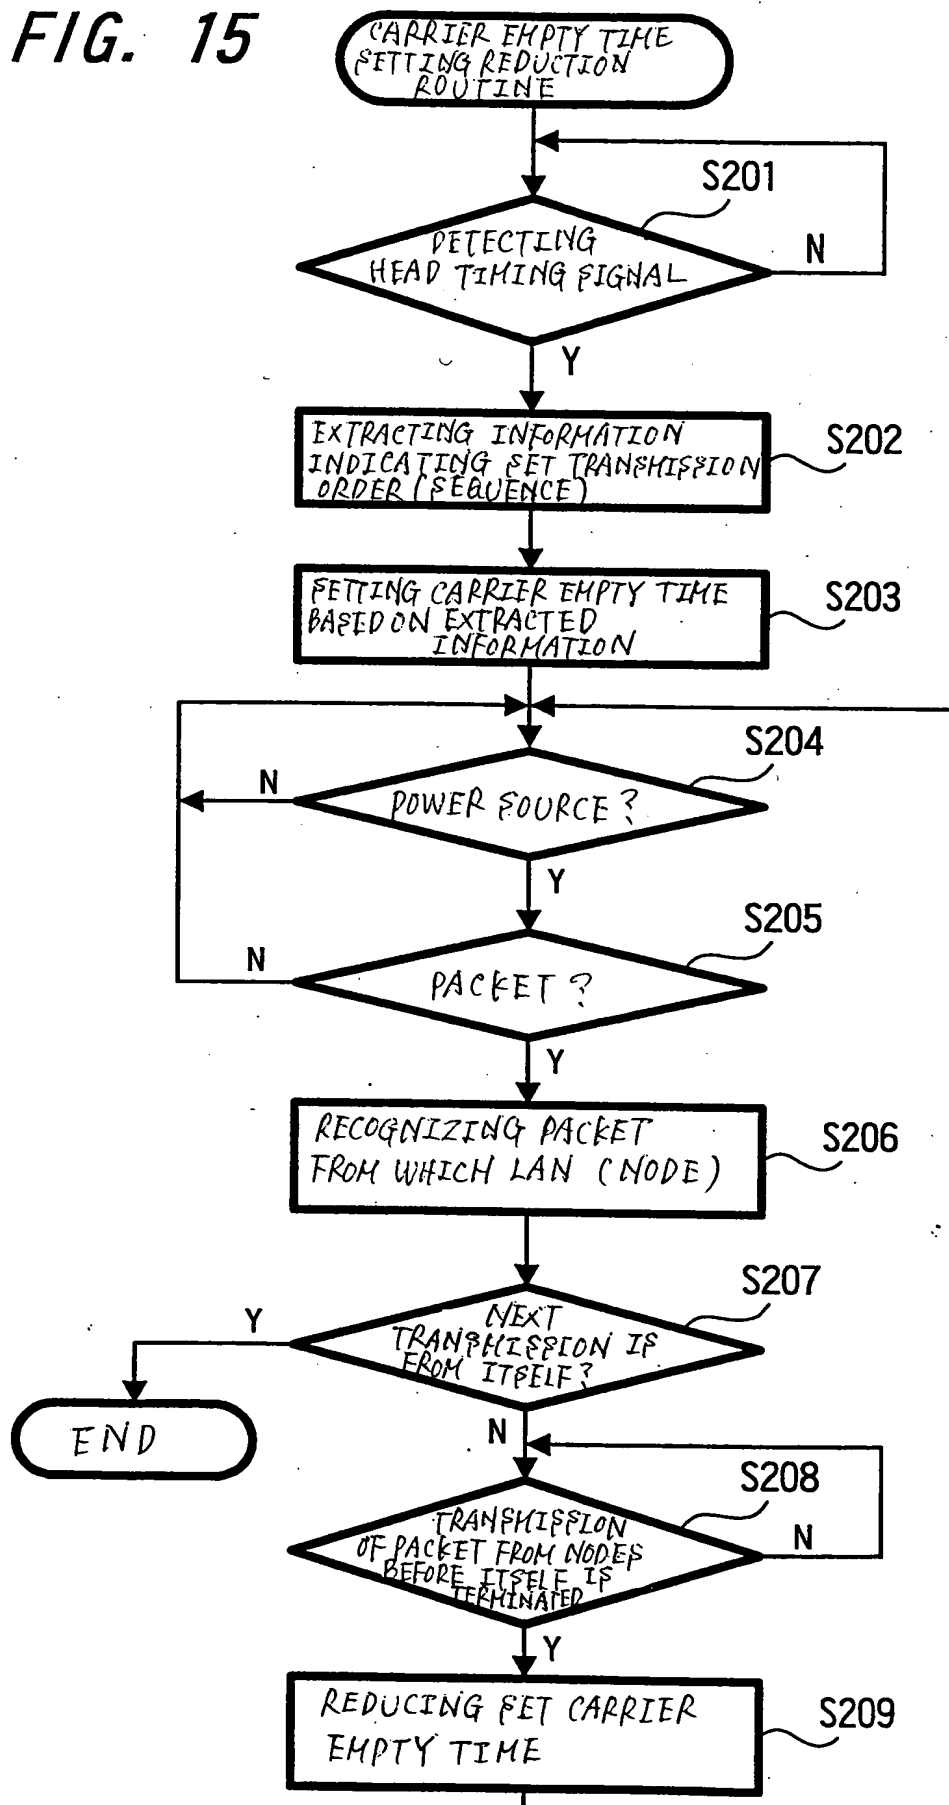 FIG. 15
CARRIER EMPTY TIME
SETTING REDUCTION
ROUTINE
S201
DETECTING
HEAD TIMING SIGNAL
N
Y
S202
EXTRACTING INFORMATION
INDICATING SET TRANSMISSION
ORDER (SEQUENCE)
S203
SETTING CARRIER EMPTY TIME
BASED ON EXTRACTED
INFORMATION
S204
N
POWER SOURCE?
Y
S205
N
PACKET?
Y
S206
RECOGNIZING PACKET
FROM WHICH LAN (NODE)
S207
Y
NEXT
TRANSMISSION IS
FROM ITSELF?
END
N
S208
TRANSMISSION
OF PACKET FROM NODES
BEFORE ITSELF IS
TERMINATED
N
Y
S209
REDUCING SET CARRIER
EMPTY TIME